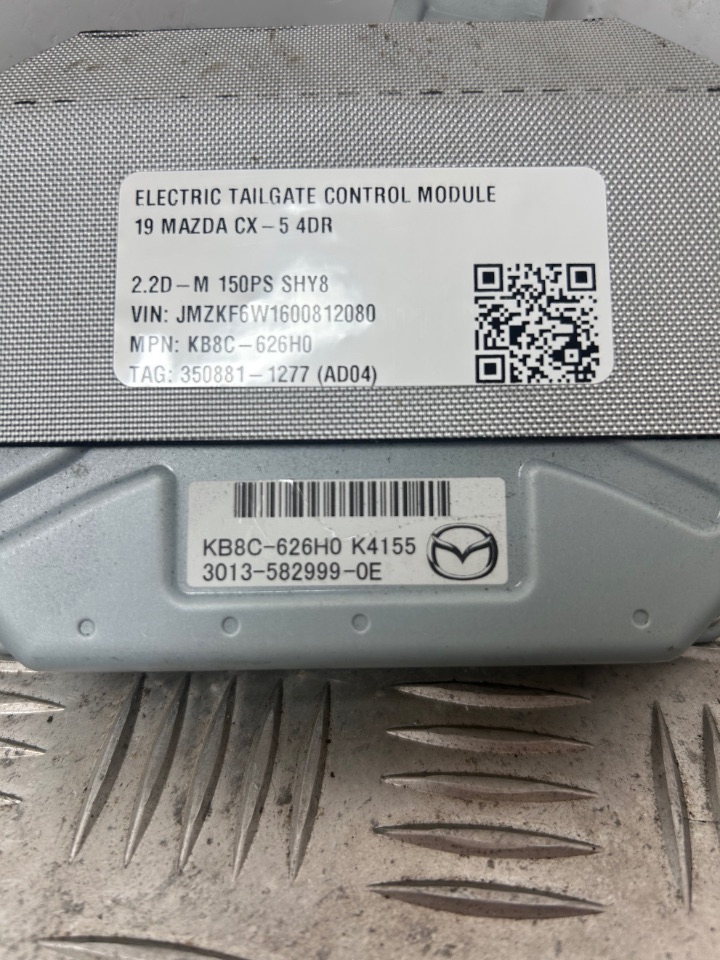 ELECTRIC TAILGATE CONTROL MODULE
19 MAZDA CX-5 4DR
2.2D-M 150PS SHY8
VIN: JMZKF6W1600812080
MPN: KB8C-626H0
TAG: 350881-1277 (AD04)
KB8C-626H0 K4155
3013-582999-0E